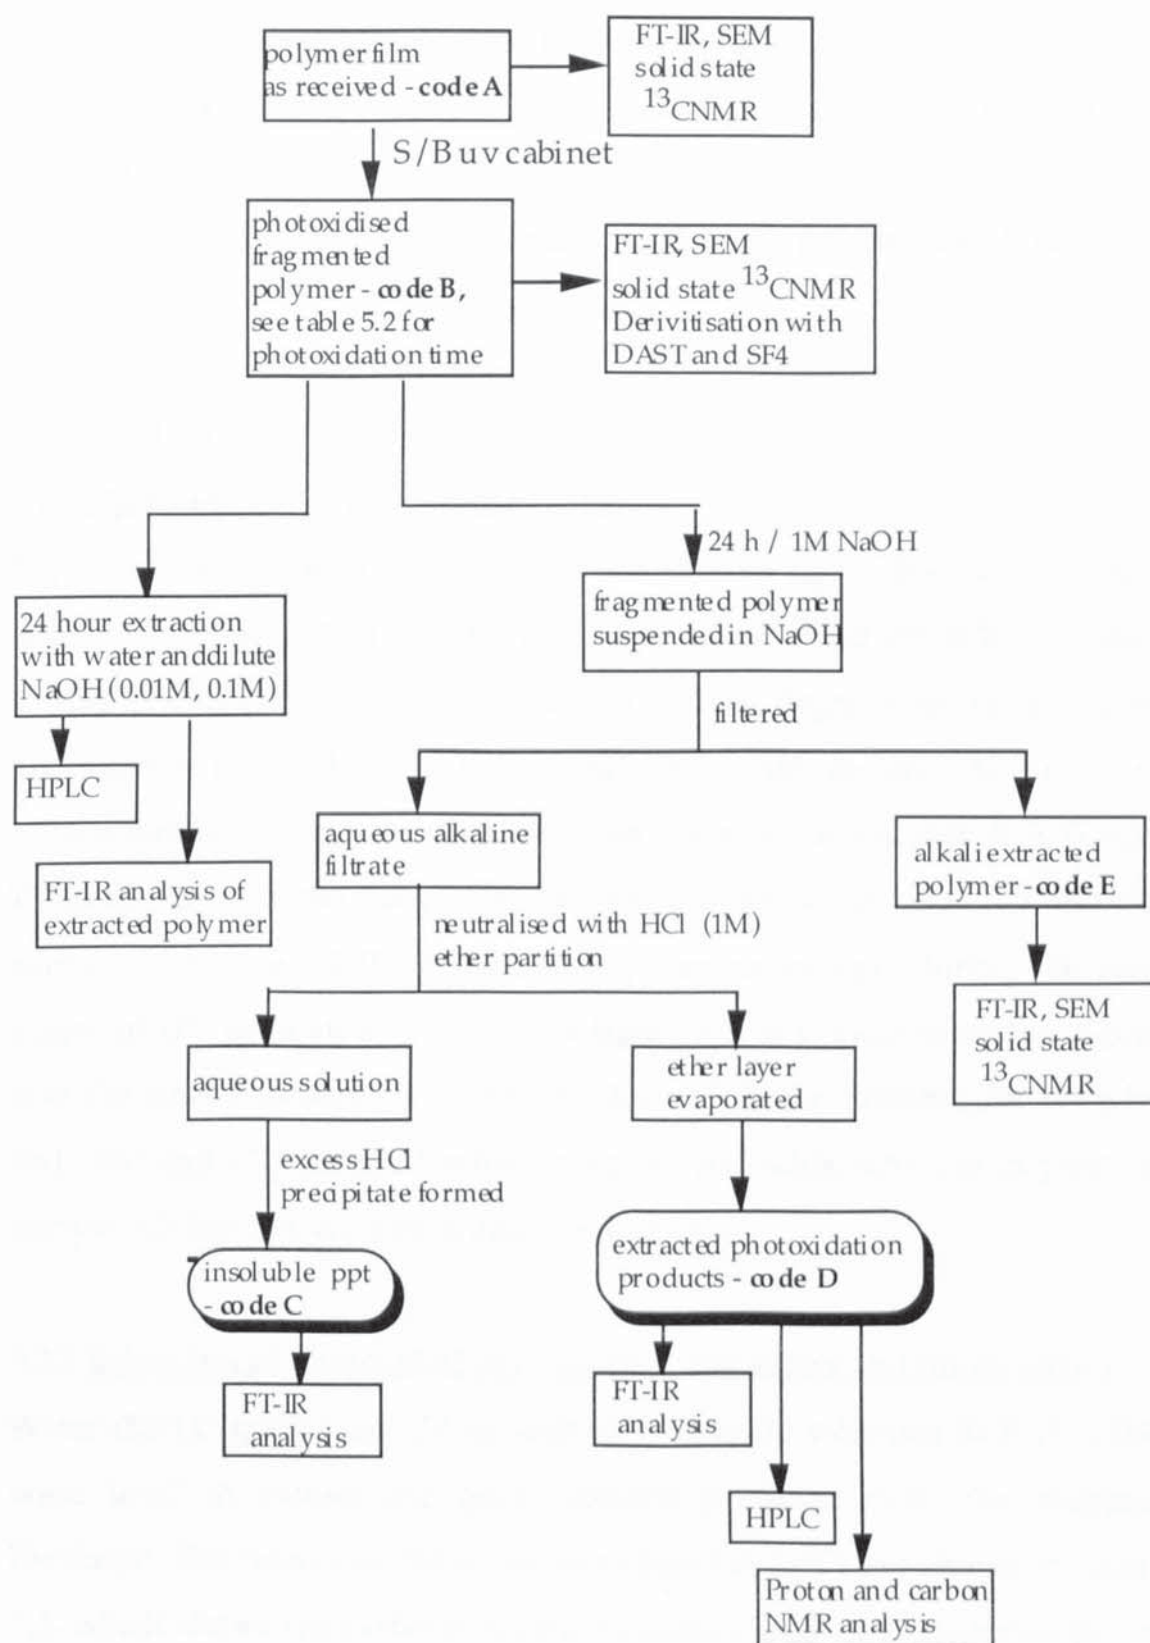 polymer film
as received - code A
FT-IR, SEM
solid state
13CNMR
S/B uv cabinet
photoxidised
fragmented
polymer - code B,
see table 5.2 for
photoxidation time
FT-IR, SEM
solid state 13CNMR
Derivitisation with
DAST and SF4
24 h / 1M NaOH
24 hour extraction
with water and dilute
NaOH (0.01M, 0.1M)
fragmented polymer
suspended in NaOH
filtered
HPLC
FT-IR analysis of
extracted polymer
aqueous alkaline
filtrate
alkali extracted
polymer - code E
neutralised with HCl (1M)
ether partition
FT-IR, SEM
solid state
13CNMR
aqueous solution
ether layer
evaporated
excess HCl
precipitate formed
insoluble ppt
- code C
extracted photoxidation
products - code D
FT-IR
analysis
FT-IR
analysis
HPLC
Proton and carbon
NMR analysis